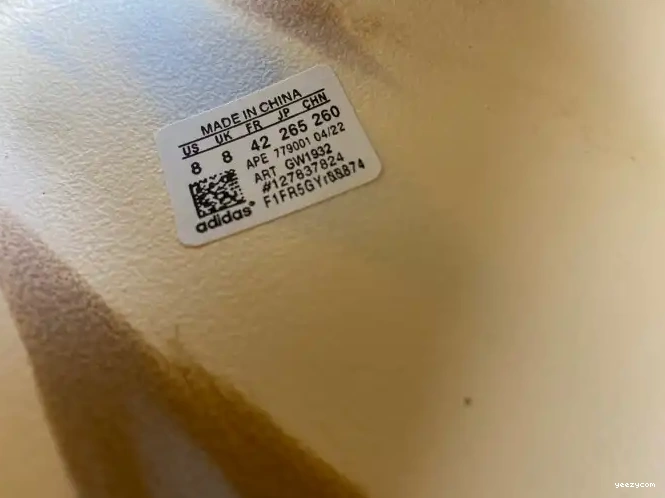 MADE IN CHINA
US UK FR JP CHN
8 8 42 265 260
APE 779001 04/22
ART GW1932
#127837824
adidas
yeezycom